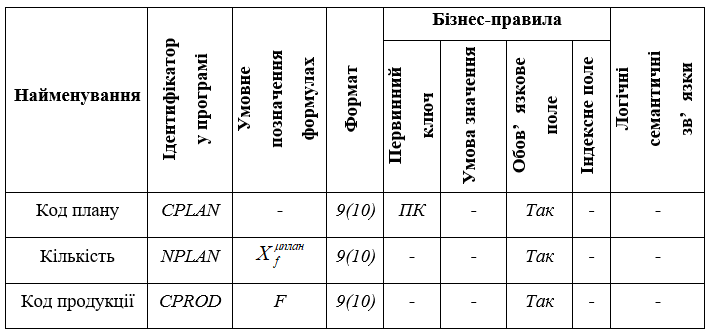 Найменування
Ідентифікатор
у програмі
Умовне
позначення
формулах
Формат
Бізнес-правила
Первинний
ключ
Умова значення
Обов’ язкове
поле
Індексне поле
Логічні
семантичні
зв’ язки
Код плану CPLAN - 9(10) ПК - Так - -
Кількість NPLAN X f μплан 9(10) - - Так - -
Код продукції CPROD F 9(10) - - Так - -